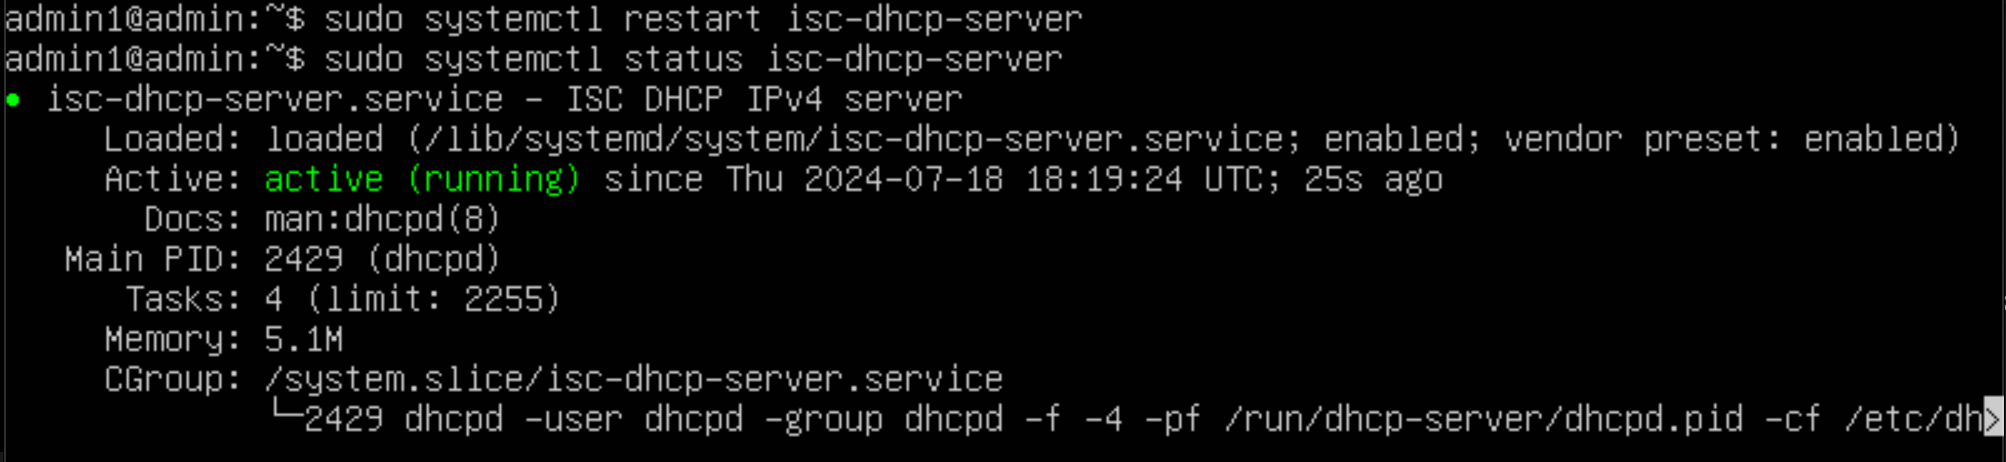 admin1@admin:~$ sudo systemctl restart isc-dhcp-server
admin1@admin:~$ sudo systemctl status isc-dhcp-server
● isc-dhcp-server.service - ISC DHCP IPv4 server
     Loaded: loaded (/lib/systemd/system/isc-dhcp-server.service; enabled; vendor preset: enabled)
     Active: active (running) since Thu 2024-07-18 18:19:24 UTC; 25s ago
       Docs: man:dhcpd(8)
   Main PID: 2429 (dhcpd)
      Tasks: 4 (limit: 2255)
     Memory: 5.1M
     CGroup: /system.slice/isc-dhcp-server.service
             └─2429 dhcpd -user dhcpd -group dhcpd -f -4 -pf /run/dhcp-server/dhcpd.pid -cf /etc/dh>